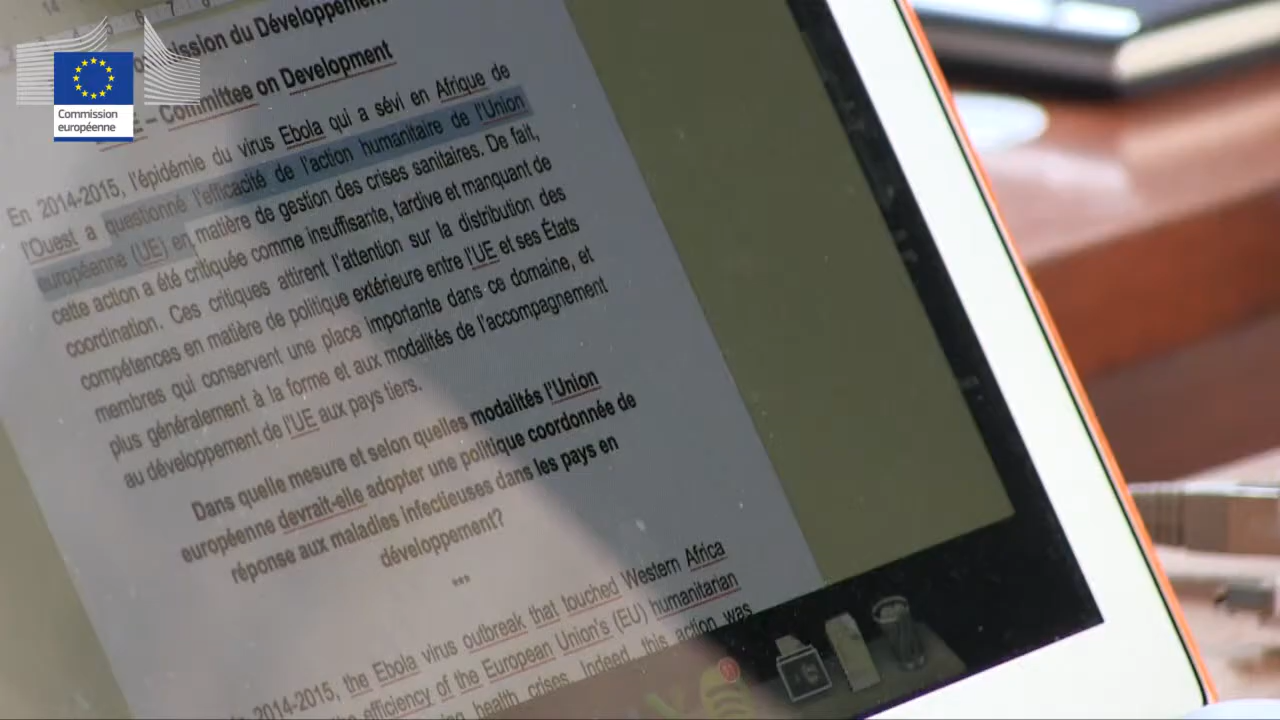 Commission
européenne
mission du Développement
– Committee on Development
En 2014-2015, l'épidémie du virus Ebola qui a sévi en Afrique de
l'Ouest a questionné l'efficacité de l'action humanitaire de l'Union
européenne (UE) en matière de gestion des crises sanitaires. De fait,
cette action a été critiquée comme insuffisante, tardive et manquant de
coordination. Ces critiques attirent l'attention sur la distribution des
compétences en matière de politique extérieure entre l'UE et ses États
membres qui conservent une place importante dans ce domaine, et
plus généralement à la forme et aux modalités de l'accompagnement
au développement de l'UE aux pays tiers.
Dans quelle mesure et selon quelles modalités l'Union
européenne devrait-elle adopter une politique coordonnée de
réponse aux maladies infectieuses dans les pays en
développement?
***
2014-2015, the Ebola virus outbreak that touched Western Africa
the efficiency of the European Union's (EU) humanitarian
health crises. Indeed, this action was